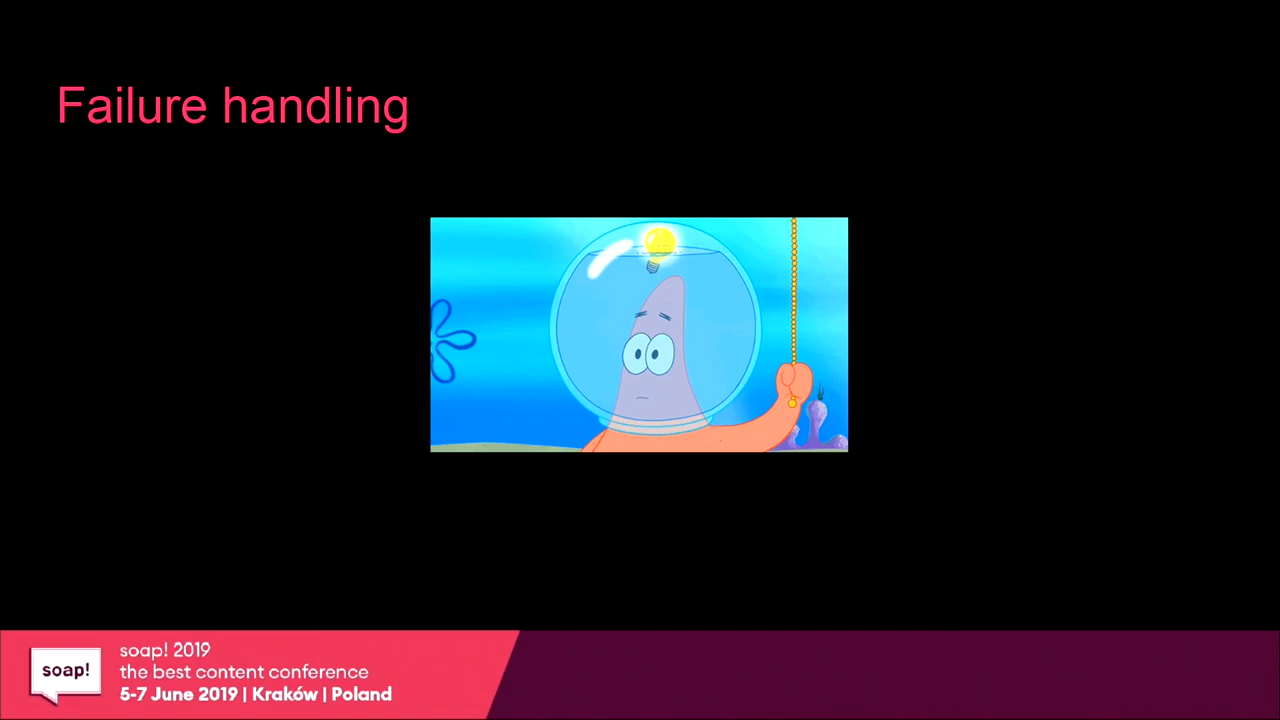 Failure handling
soap!
soap! 2019
the best content conference
5-7 June 2019 | Kraków | Poland